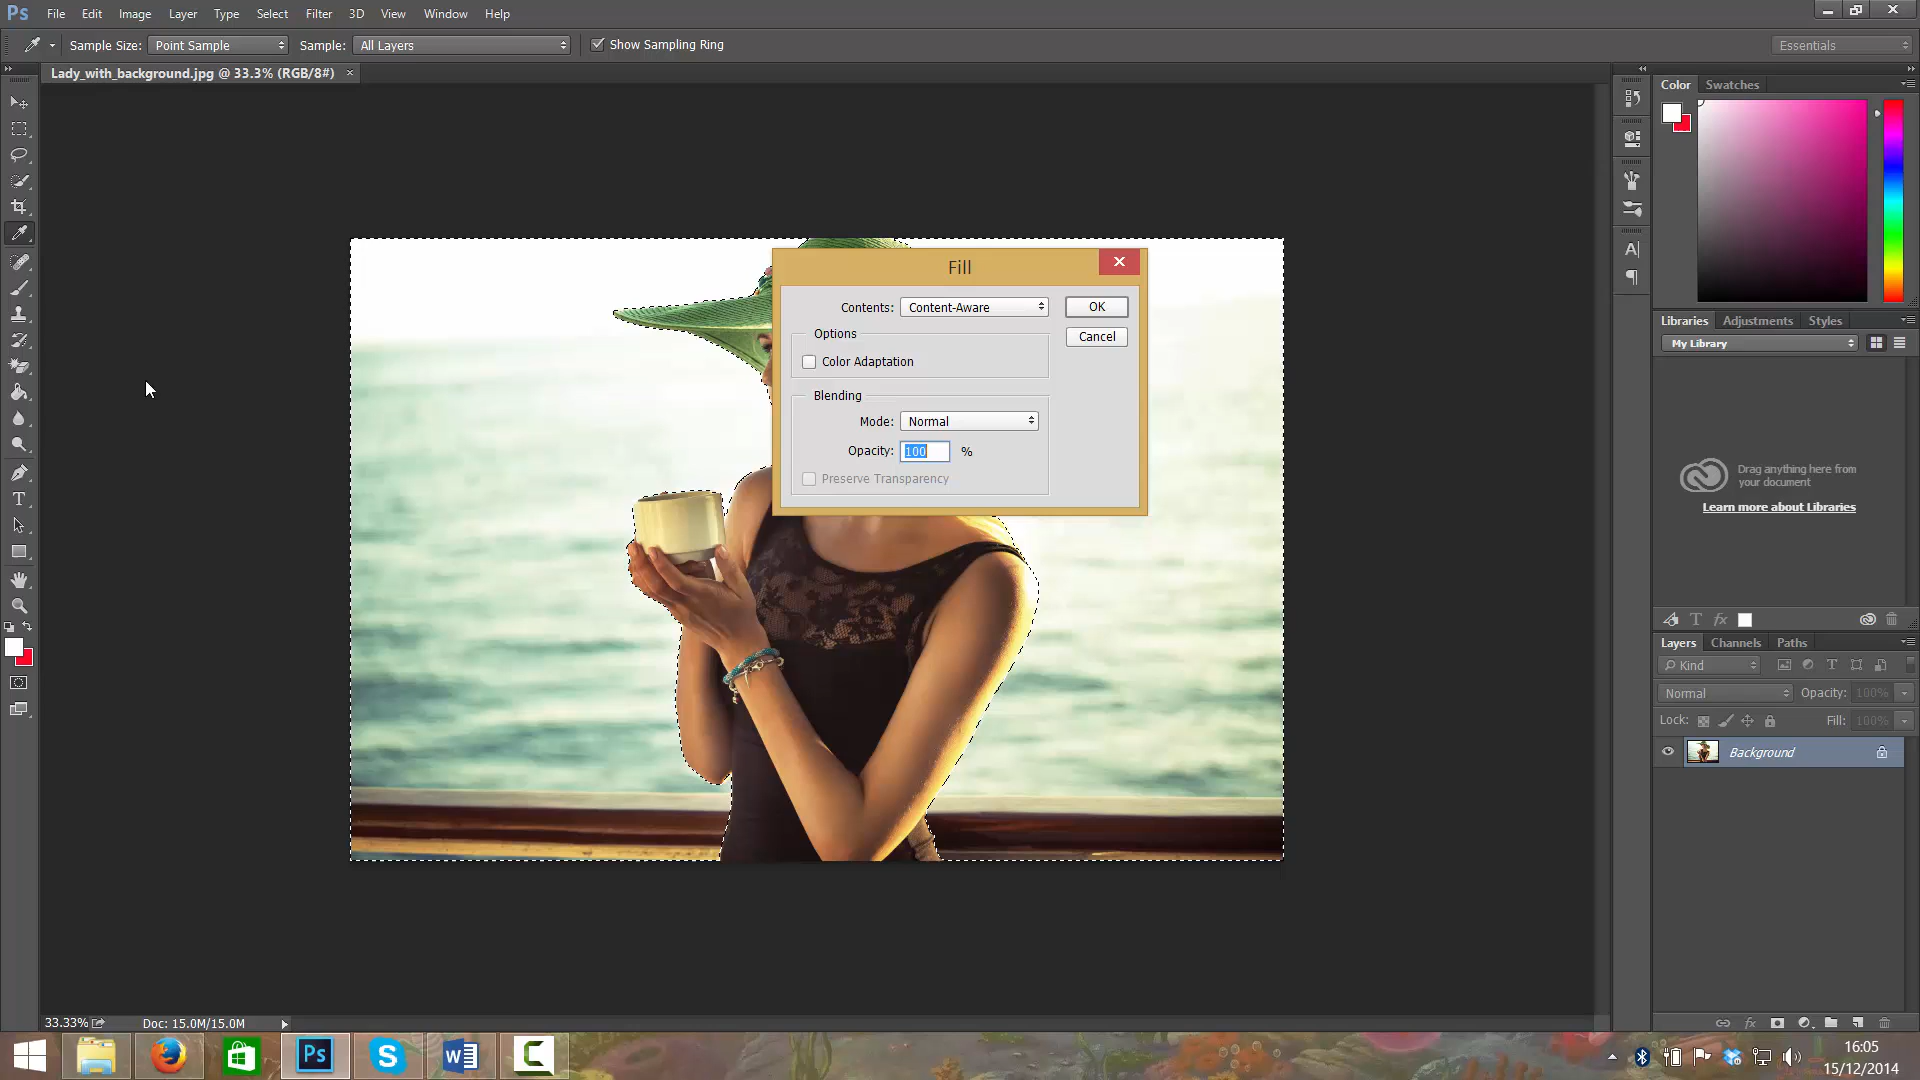 Ps File Edit Image Layer Type Select Filter 3D View Window Help
Sample Size: Point Sample Sample: All Layers Show Sampling Ring Essentials
Lady_with_background.jpg @ 33.3% (RGB/8#) ×
Color Swatches
Fill
Contents: Content-Aware OK
Options
Cancel
Color Adaptation
Blending
Mode: Normal
Opacity: 100 %
Preserve Transparency
Libraries Adjustments Styles
My Library
Drag anything here from
your document
Learn more about Libraries
Layers Channels Paths
Kind
Normal Opacity: 100%
Lock: Fill: 100%
Background
33.33% Doc: 15.0M/15.0M
16:05
15/12/2014